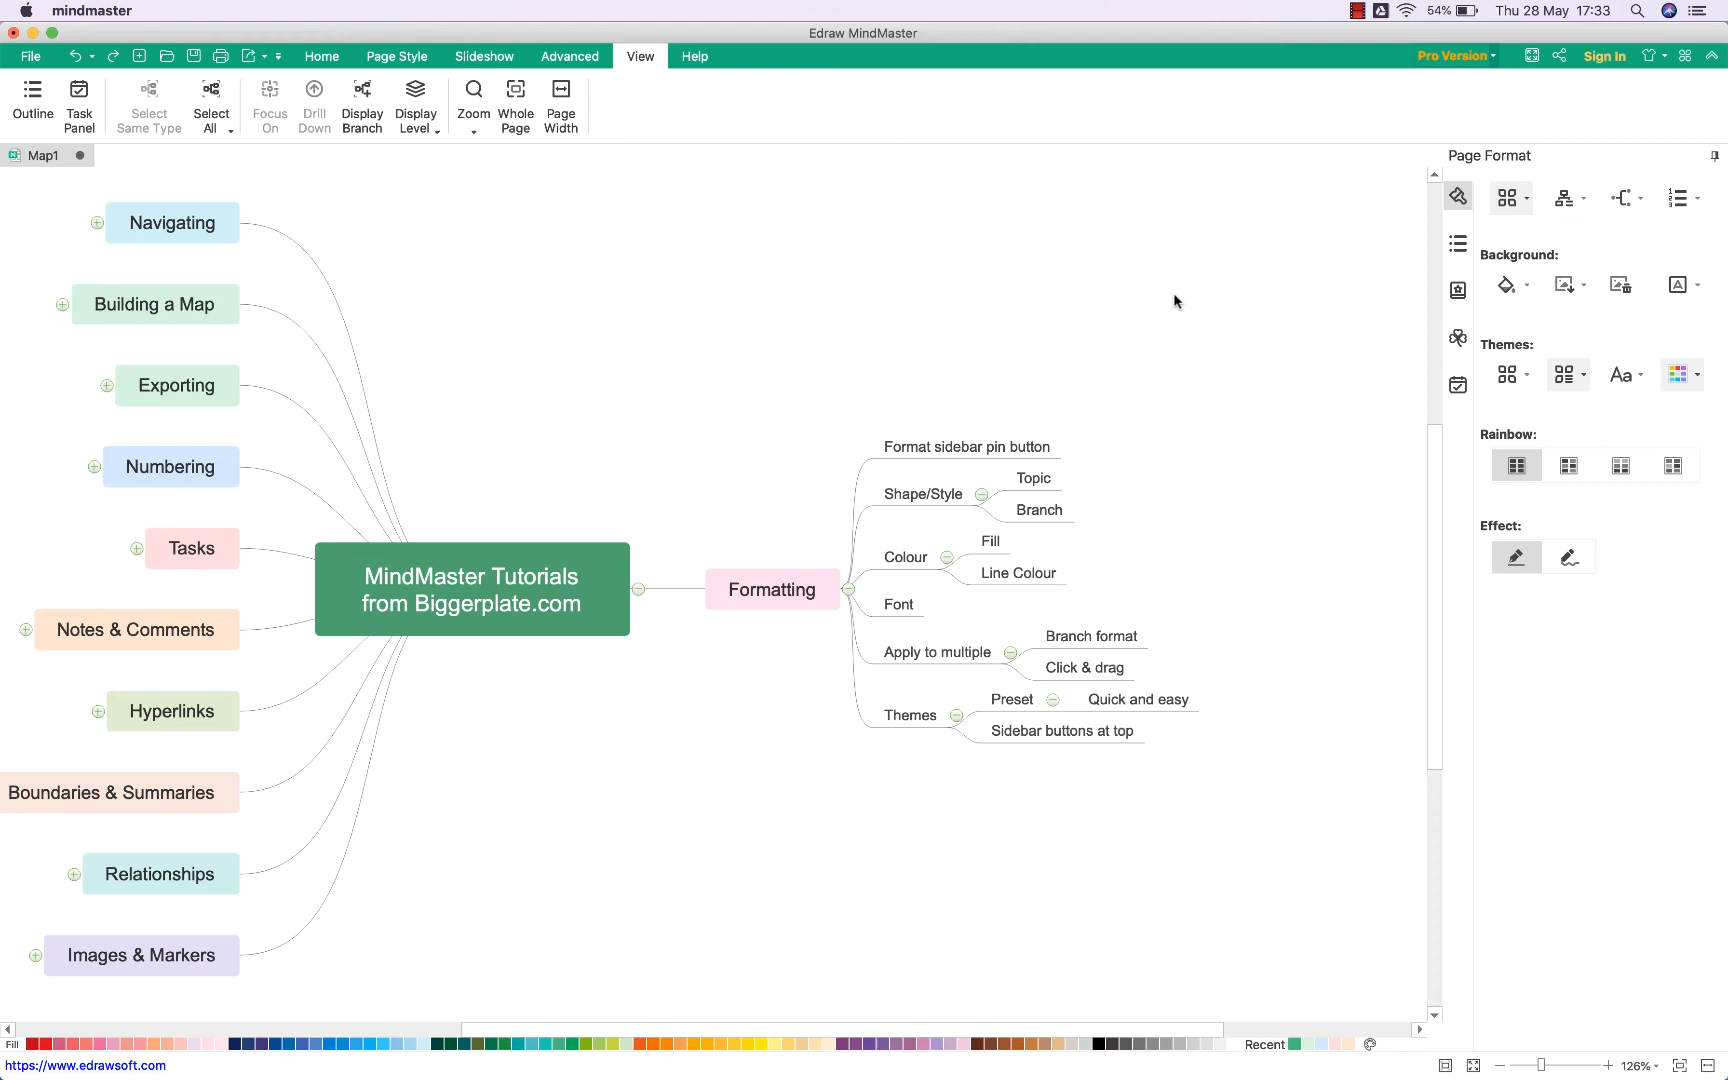 mindmaster
54%
Thu 28 May 17:33
Edraw MindMaster
File
Home
Page Style
Slideshow
Advanced
View
Help
Pro Version
Sign In
Outline
Task
Panel
Select
Same Type
Select
All
Focus
On
Drill
Down
Display
Branch
Display
Level
Zoom
Whole
Page
Page
Width
Map1
Page Format
Background:
Themes:
Aa
Rainbow:
Effect:
Navigating
Building a Map
Exporting
Numbering
Tasks
Notes & Comments
Hyperlinks
Boundaries & Summaries
Relationships
Images & Markers
MindMaster Tutorials
from Biggerplate.com
Formatting
Format sidebar pin button
Shape/Style
Topic
Branch
Colour
Fill
Line Colour
Font
Apply to multiple
Branch format
Click & drag
Themes
Preset
Quick and easy
Sidebar buttons at top
Fill
Recent
https://www.edrawsoft.com
126%